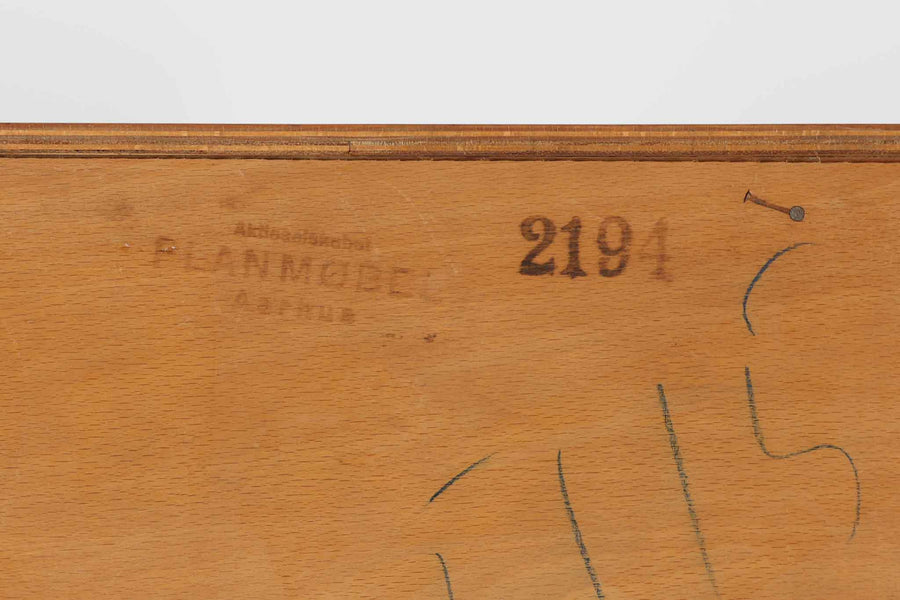 Aktieselskabet
PLANMØBEL
Aarhus
2194